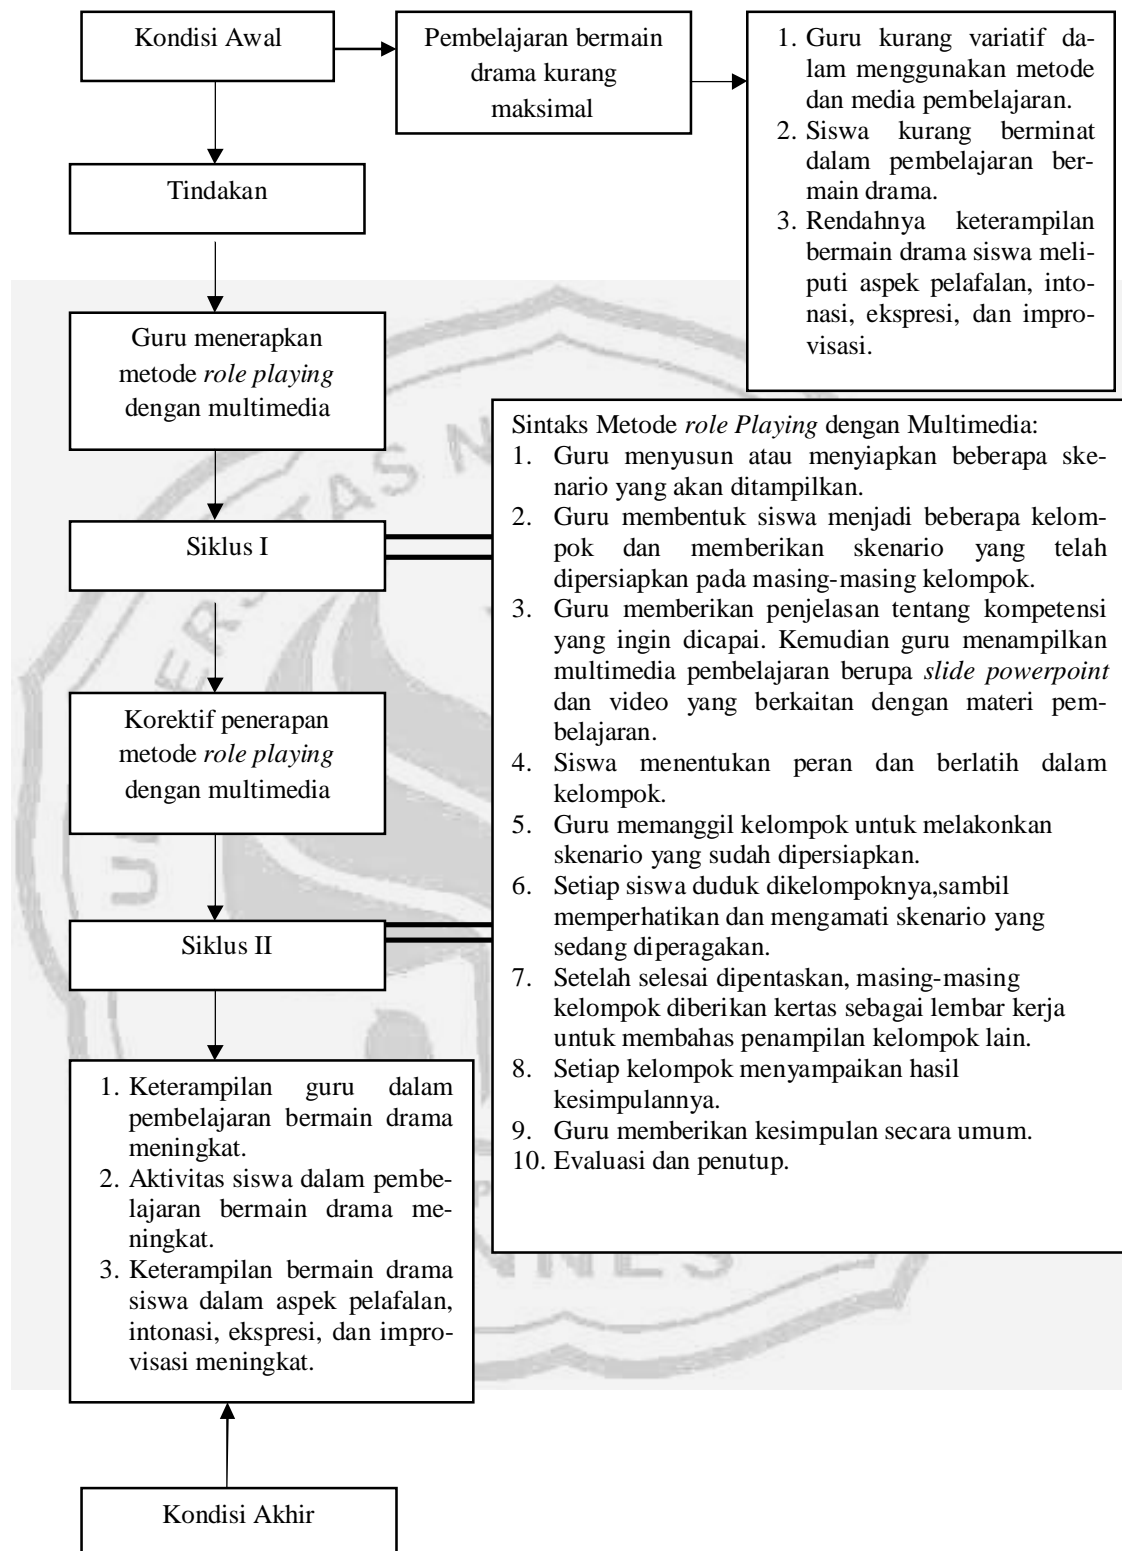 Kondisi Awal
Pembelajaran bermain
drama kurang
maksimal
1. Guru kurang variatif da-
lam menggunakan metode
dan media pembelajaran.
2. Siswa kurang berminat
dalam pembelajaran ber-
main drama.
3. Rendahnya keterampilan
bermain drama siswa meli-
puti aspek pelafalan, into-
nasi, ekspresi, dan impro-
visasi.
Tindakan
Guru menerapkan
metode role playing
dengan multimedia
Siklus I
Korektif penerapan
metode role playing
dengan multimedia
Siklus II
Sintaks Metode role Playing dengan Multimedia:
1. Guru menyusun atau menyiapkan beberapa ske-
nario yang akan ditampilkan.
2. Guru membentuk siswa menjadi beberapa kelom-
pok dan memberikan skenario yang telah
dipersiapkan pada masing-masing kelompok.
3. Guru memberikan penjelasan tentang kompetensi
yang ingin dicapai. Kemudian guru menampilkan
multimedia pembelajaran berupa slide powerpoint
dan video yang berkaitan dengan materi pem-
belajaran.
4. Siswa menentukan peran dan berlatih dalam
kelompok.
5. Guru memanggil kelompok untuk melakonkan
skenario yang sudah dipersiapkan.
6. Setiap siswa duduk dikelompoknya,sambil
memperhatikan dan mengamati skenario yang
sedang diperagakan.
7. Setelah selesai dipentaskan, masing-masing
kelompok diberikan kertas sebagai lembar kerja
untuk membahas penampilan kelompok lain.
8. Setiap kelompok menyampaikan hasil
kesimpulannya.
9. Guru memberikan kesimpulan secara umum.
10. Evaluasi dan penutup.
1. Keterampilan guru dalam
pembelajaran bermain drama
meningkat.
2. Aktivitas siswa dalam pembe-
lajaran bermain drama me-
ningkat.
3. Keterampilan bermain drama
siswa dalam aspek pelafalan,
intonasi, ekspresi, dan impro-
visasi meningkat.
Kondisi Akhir